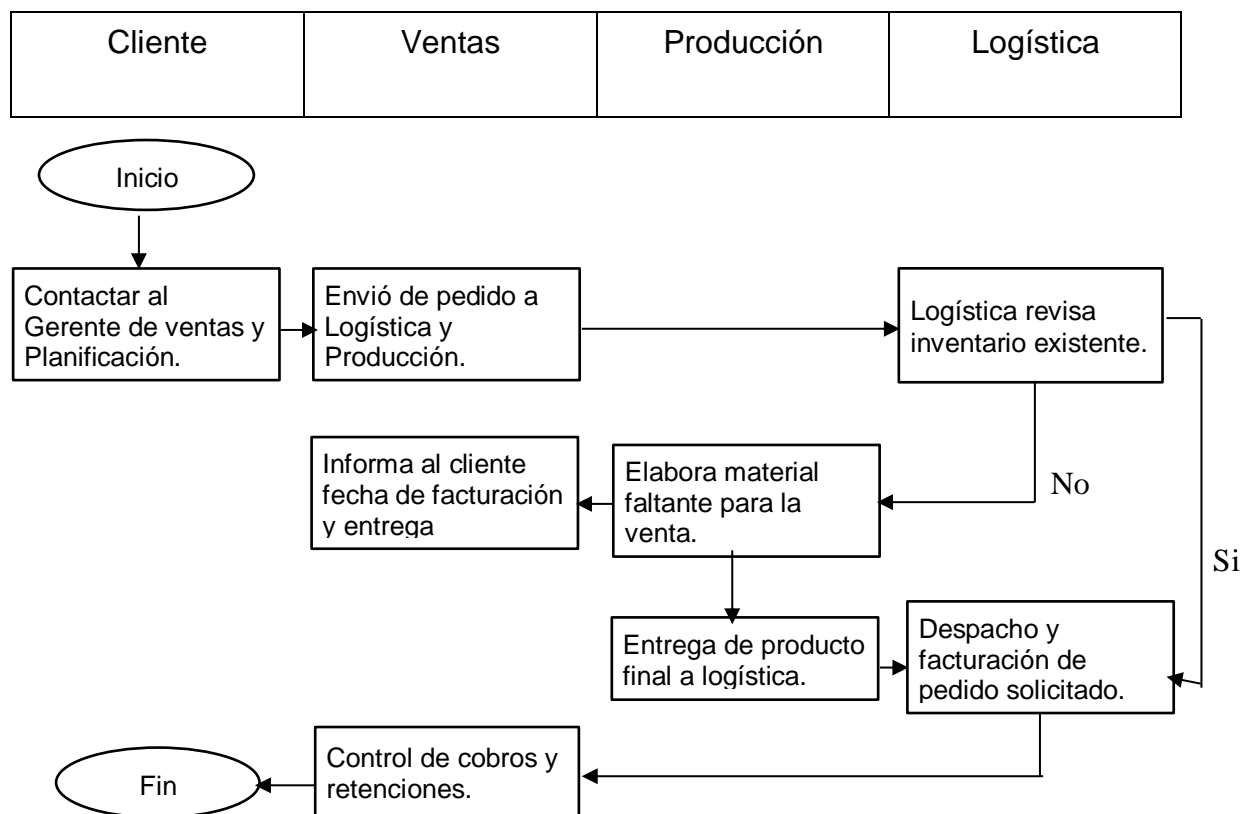 Cliente
Ventas
Producción
Logística
Inicio
Contactar al
Gerente de ventas y
Planificación.
Envió de pedido a
Logística y
Producción.
Logística revisa
inventario existente.
Informa al cliente
fecha de facturación
y entrega
Elabora material
faltante para la
venta.
No
Si
Entrega de producto
final a logística.
Despacho y
facturación de
pedido solicitado.
Fin
Control de cobros y
retenciones.